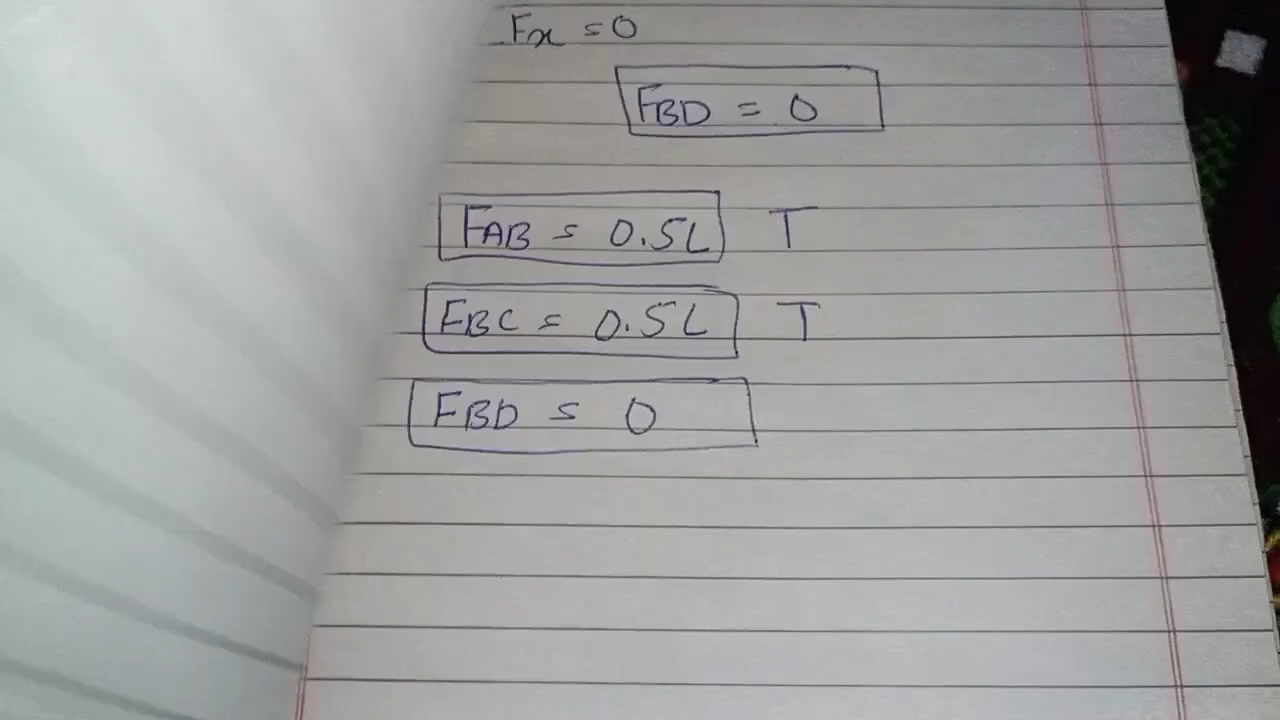 Fx = 0
FBD = 0
FAB = 0.5L T
FBC = 0.5L T
FBD = 0